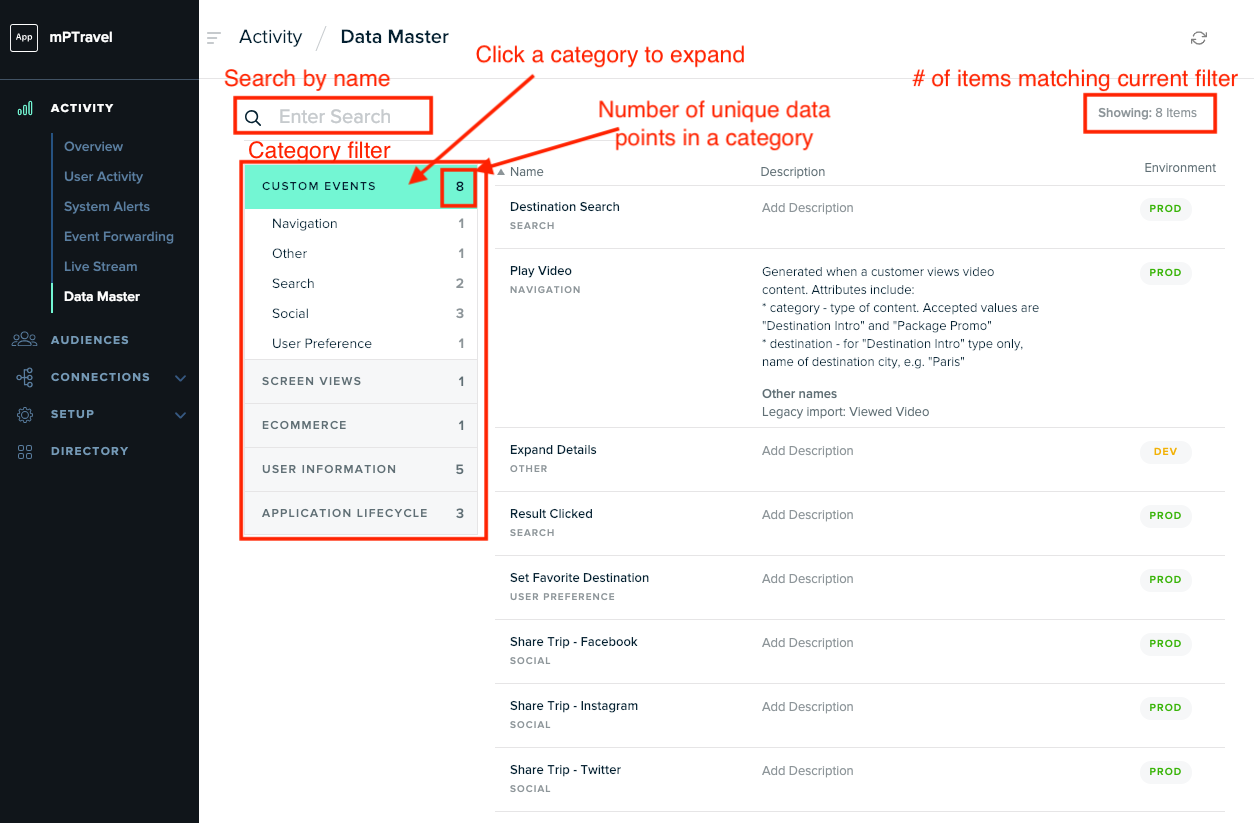 App
mPTravel
ACTIVITY
Overview
User Activity
System Alerts
Event Forwarding
Live Stream
Data Master
AUDIENCES
CONNECTIONS
SETUP
DIRECTORY
Activity / Data Master
Click a category to expand
Search by name
# of items matching current filter
Enter Search
Number of unique data
points in a category
Showing: 8 Items
Category filter
CUSTOM EVENTS 8
Navigation 1
Other 1
Search 2
Social 3
User Preference 1
SCREEN VIEWS 1
ECOMMERCE 1
USER INFORMATION 5
APPLICATION LIFECYCLE 3
Name Description Environment
Destination Search Add Description PROD
SEARCH
Play Video
NAVIGATION
Generated when a customer views video
content. Attributes include:
* category - type of content. Accepted values are
"Destination Intro" and "Package Promo"
* destination - for "Destination Intro" type only,
name of destination city, e.g. "Paris"
Other names
Legacy import: Viewed Video
PROD
Expand Details Add Description DEV
OTHER
Result Clicked Add Description PROD
SEARCH
Set Favorite Destination Add Description PROD
USER PREFERENCE
Share Trip - Facebook Add Description PROD
SOCIAL
Share Trip - Instagram Add Description PROD
SOCIAL
Share Trip - Twitter Add Description PROD
SOCIAL